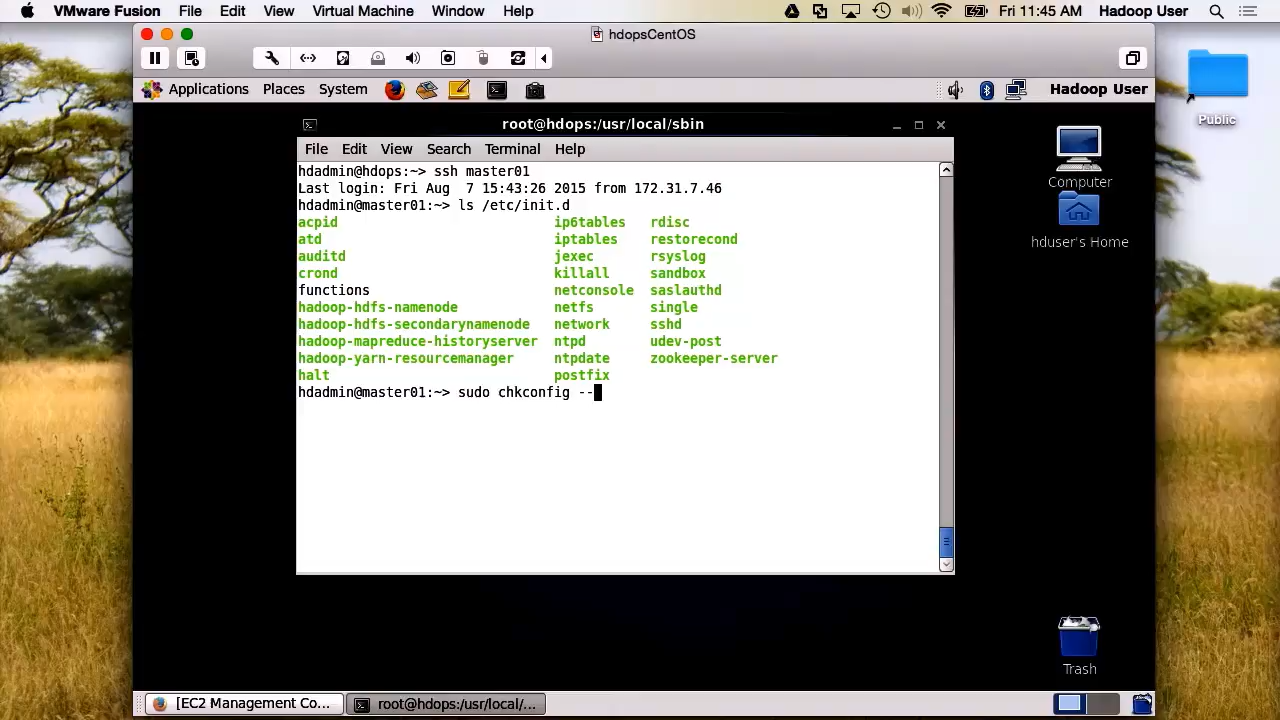 VMware Fusion File Edit View Virtual Machine Window Help Fri 11:45 AM Hadoop User
hdopsCentOS
Applications Places System Hadoop User
root@hdops:/usr/local/sbin
File Edit View Search Terminal Help
hdadmin@hdops:~> ssh master01
Last login: Fri Aug  7 15:43:26 2015 from 172.31.7.46
hdadmin@master01:~> ls /etc/init.d
acpid ip6tables rdisc
atd iptables restorecond
auditd jexec rsyslog
crond killall sandbox
functions netconsole saslauthd
hadoop-hdfs-namenode netfs single
hadoop-hdfs-secondarynamenode network sshd
hadoop-mapreduce-historyserver ntpd udev-post
hadoop-yarn-resourcemanager ntpdate zookeeper-server
halt postfix
hdadmin@master01:~> sudo chkconfig --
Public
Computer
hduser's Home
Trash
[EC2 Management Co... root@hdops:/usr/local/...